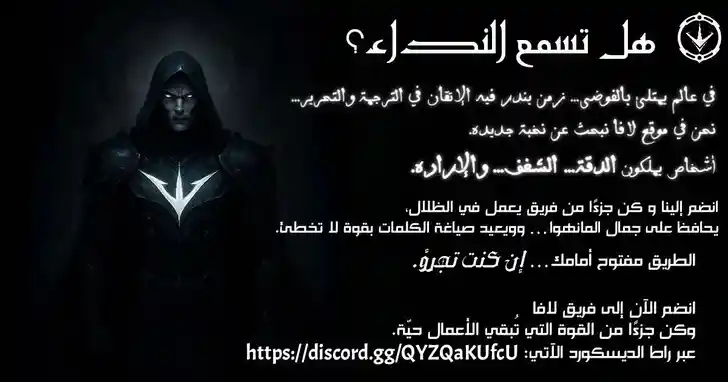 هل تسمع النداء؟
في عالم يمتلئ بالفوضى... زمن يندر فيه الإتقان في الترجمة والتحرير...
نحن في موقع لافا نبحث عن نخبة جديدة.
أشخاص يملكون الدقة... الشغف... والإرادة.
انضم إلينا و كن جزءًا من فريق يعمل في الظلال،
يحافظ على جمال المانهوا... وويعيد صياغة الكلمات بقوة لا تخطئ.
الطريق مفتوح أمامك... إن كنت تجرؤ.
انضم الآن إلى فريق لافا
وكن جزءًا من القوة التي تُبقي الأعمال حيّة.
عبر راط الديسكورد الآتي: https://discord.gg/QYZQaKUfcU